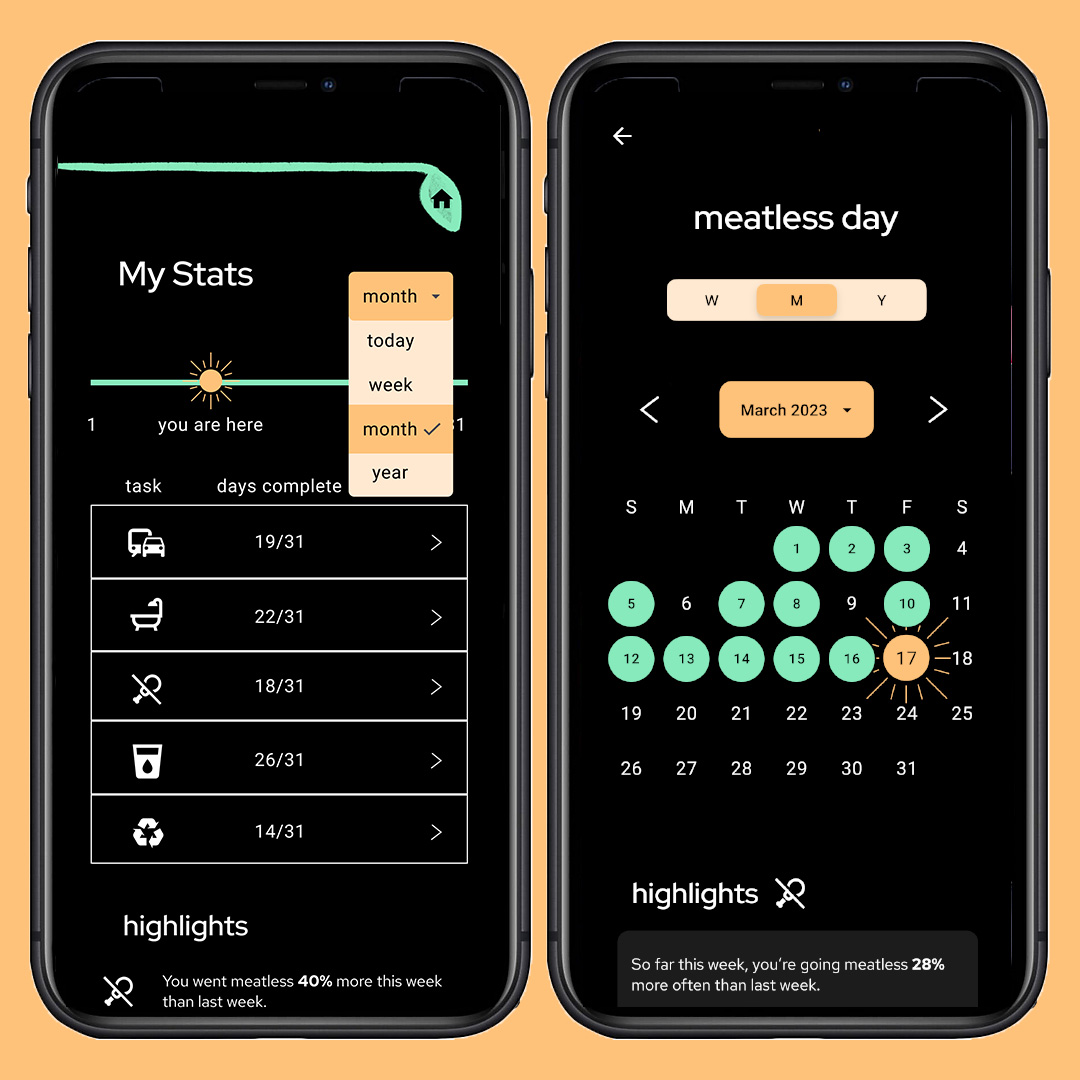 My Stats
month
today
week
month
year
1
you are here
31
task
days complete
19/31
22/31
18/31
26/31
14/31
highlights
You went meatless 40% more this week
than last week.
meatless day
W M Y
March 2023
S M T W T F S
1 2 3 4
5 6 7 8 9 10 11
12 13 14 15 16 17 18
19 20 21 22 23 24 25
26 27 28 29 30 31
highlights
So far this week, you’re going meatless 28%
more often than last week.